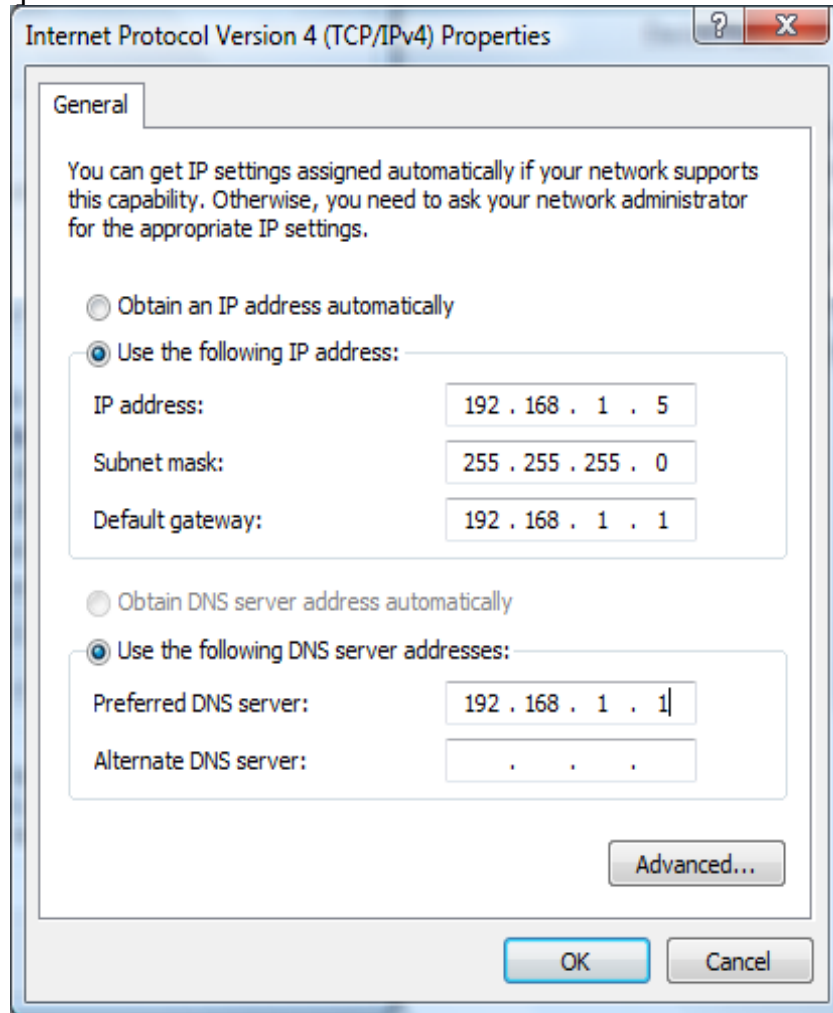 Internet Protocol Version 4 (TCP/IPv4) Properties
?
X
General
You can get IP settings assigned automatically if your network supports
this capability. Otherwise, you need to ask your network administrator
for the appropriate IP settings.
Obtain an IP address automatically
Use the following IP address:
IP address: 192 . 168 . 1 . 5
Subnet mask: 255 . 255 . 255 . 0
Default gateway: 192 . 168 . 1 . 1
Obtain DNS server address automatically
Use the following DNS server addresses:
Preferred DNS server: 192 . 168 . 1 . 1
Alternate DNS server: . . .
Advanced...
OK Cancel